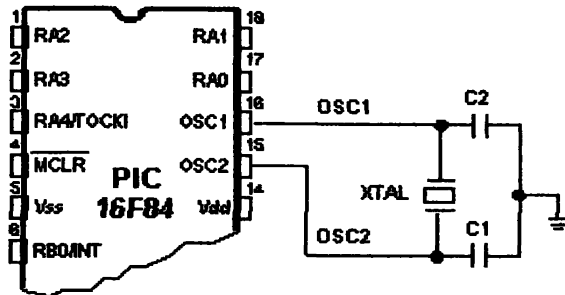 1 18
RA2 RA1
2 17
RA3 RA0
3 16
RA4/TOCKI OSC1
4 15
MCLR OSC2
PIC
16F84
5 14
Vss Vdd
6
RB0/INT
OSC1
C2
XTAL
OSC2
C1